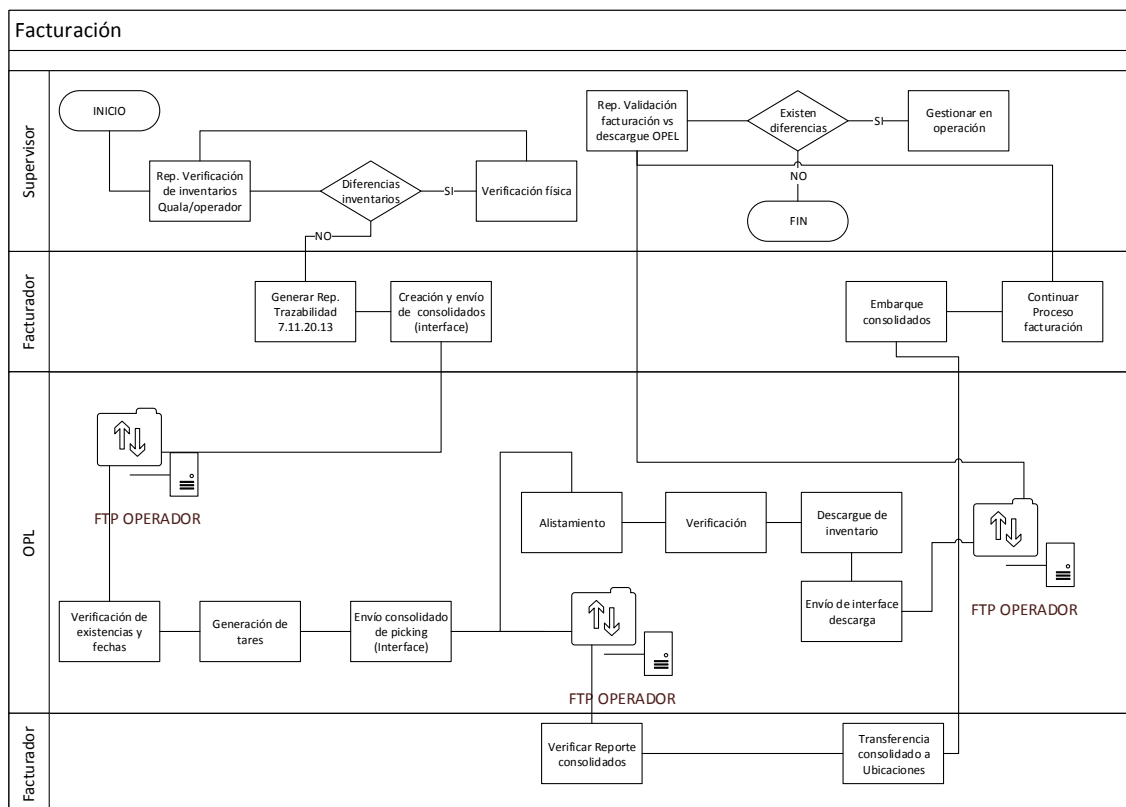 Facturación
Supervisor
INICIO
Rep. Verificación
de inventarios
Quala/operador
Diferencias
inventarios
SI
Verificación física
NO
Rep. Validación
facturación vs
descargue OPEL
Existen
diferencias
SI
Gestionar en
operación
NO
FIN
Facturador
Generar Rep.
Trazabilidad
7.11.20.13
Creación y envío
de consolidados
(interface)
Embarque
consolidados
Continuar
Proceso
facturación
OPL
FTP OPERADOR
Alistamiento
Verificación
Descargue de
inventario
FTP OPERADOR
Verificación de
existencias y
fechas
Generación de
tares
Envío consolidado
de picking
(Interface)
FTP OPERADOR
Envío de interface
descarga
Facturador
Verificar Reporte
consolidados
Transferencia
consolidado a
Ubicaciones